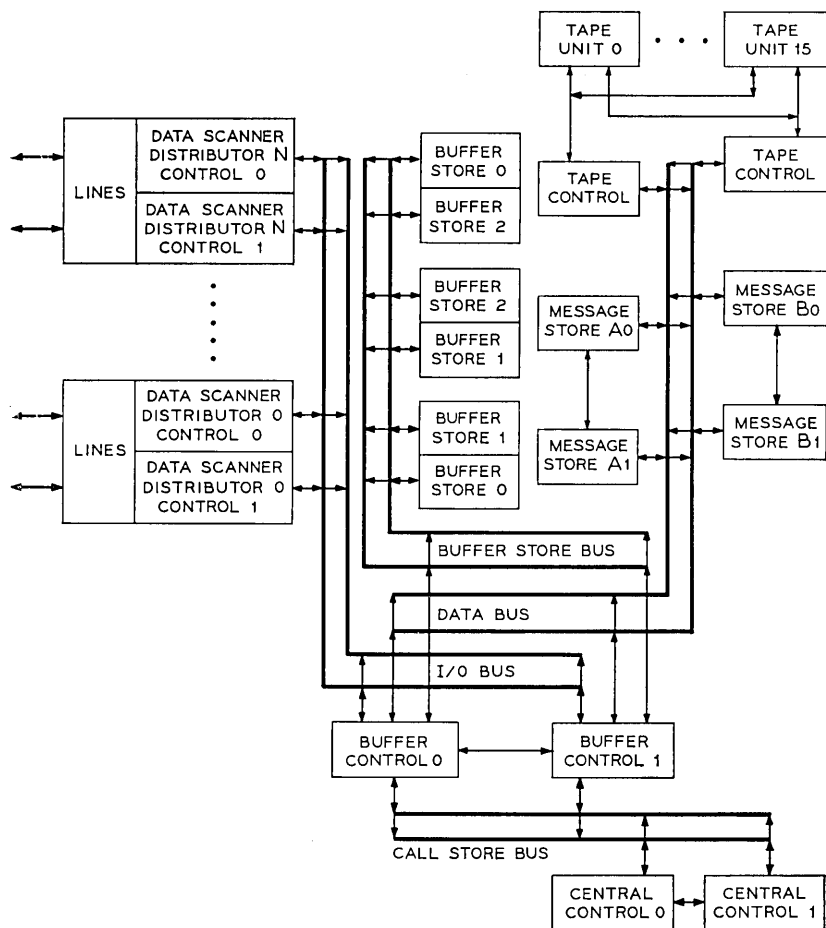 TAPE
UNIT 0
• • •
TAPE
UNIT 15
LINES
DATA SCANNER
DISTRIBUTOR N
CONTROL 0
DATA SCANNER
DISTRIBUTOR N
CONTROL 1
BUFFER
STORE 0
BUFFER
STORE 2
TAPE
CONTROL
TAPE
CONTROL
BUFFER
STORE 2
BUFFER
STORE 1
MESSAGE
STORE A0
MESSAGE
STORE B0
LINES
DATA SCANNER
DISTRIBUTOR 0
CONTROL 0
DATA SCANNER
DISTRIBUTOR 0
CONTROL 1
BUFFER
STORE 1
BUFFER
STORE 0
MESSAGE
STORE A1
MESSAGE
STORE B1
BUFFER STORE BUS
DATA BUS
I/O BUS
BUFFER
CONTROL 0
BUFFER
CONTROL 1
CALL STORE BUS
CENTRAL
CONTROL 0
CENTRAL
CONTROL 1